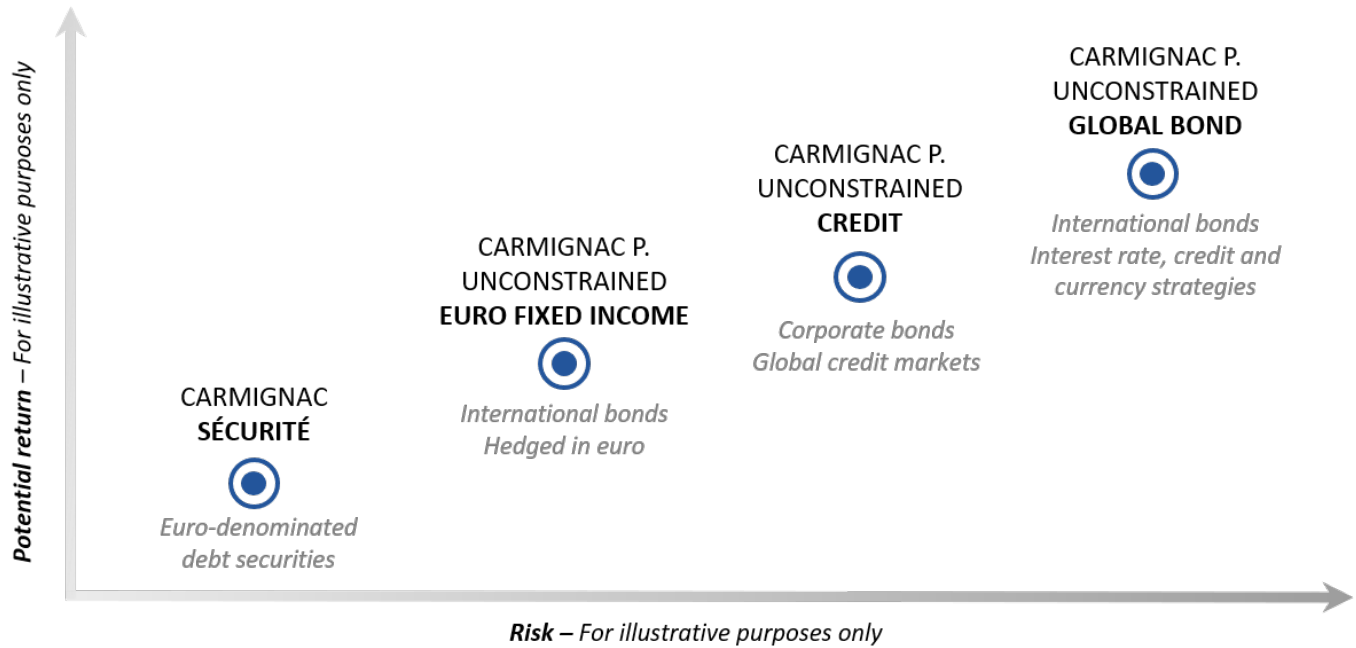 Potential return – For illustrative purposes only
CARMIGNAC
SÉCURITÉ
Euro-denominated
debt securities
CARMIGNAC P.
UNCONSTRAINED
EURO FIXED INCOME
International bonds
Hedged in euro
CARMIGNAC P.
UNCONSTRAINED
CREDIT
Corporate bonds
Global credit markets
CARMIGNAC P.
UNCONSTRAINED
GLOBAL BOND
International bonds
Interest rate, credit and
currency strategies
Risk – For illustrative purposes only